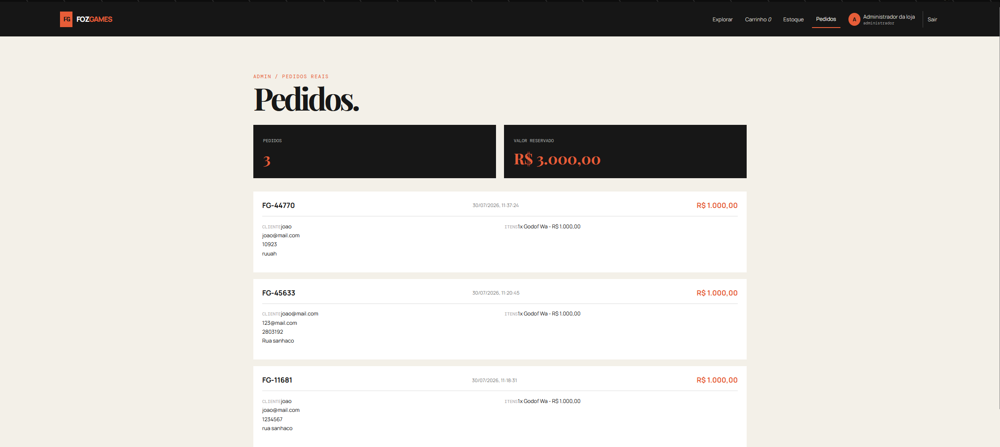 FG FOZGAMES
Explorar Carrinho 0 Estoque Pedidos A Administrador da loja Sair
administrador
ADMIN / PEDIDOS REAIS
Pedidos.
PEDIDOS
3
VALOR RESERVADO
R$ 3.000,00
FG-44770 30/07/2026, 11:37:24 R$ 1.000,00
CLIENTEjoao
joao@mail.com
10923
ruuah
ITENS1x Godof Wa - R$ 1.000,00
FG-45633 30/07/2026, 11:20:45 R$ 1.000,00
CLIENTEjoao@mail.com
123@mail.com
2803192
Rua sanhaco
ITENS1x Godof Wa - R$ 1.000,00
FG-11681 30/07/2026, 11:18:31 R$ 1.000,00
CLIENTEjoao
joao@mail.com
1234567
rua sanhaco
ITENS1x Godof Wa - R$ 1.000,00